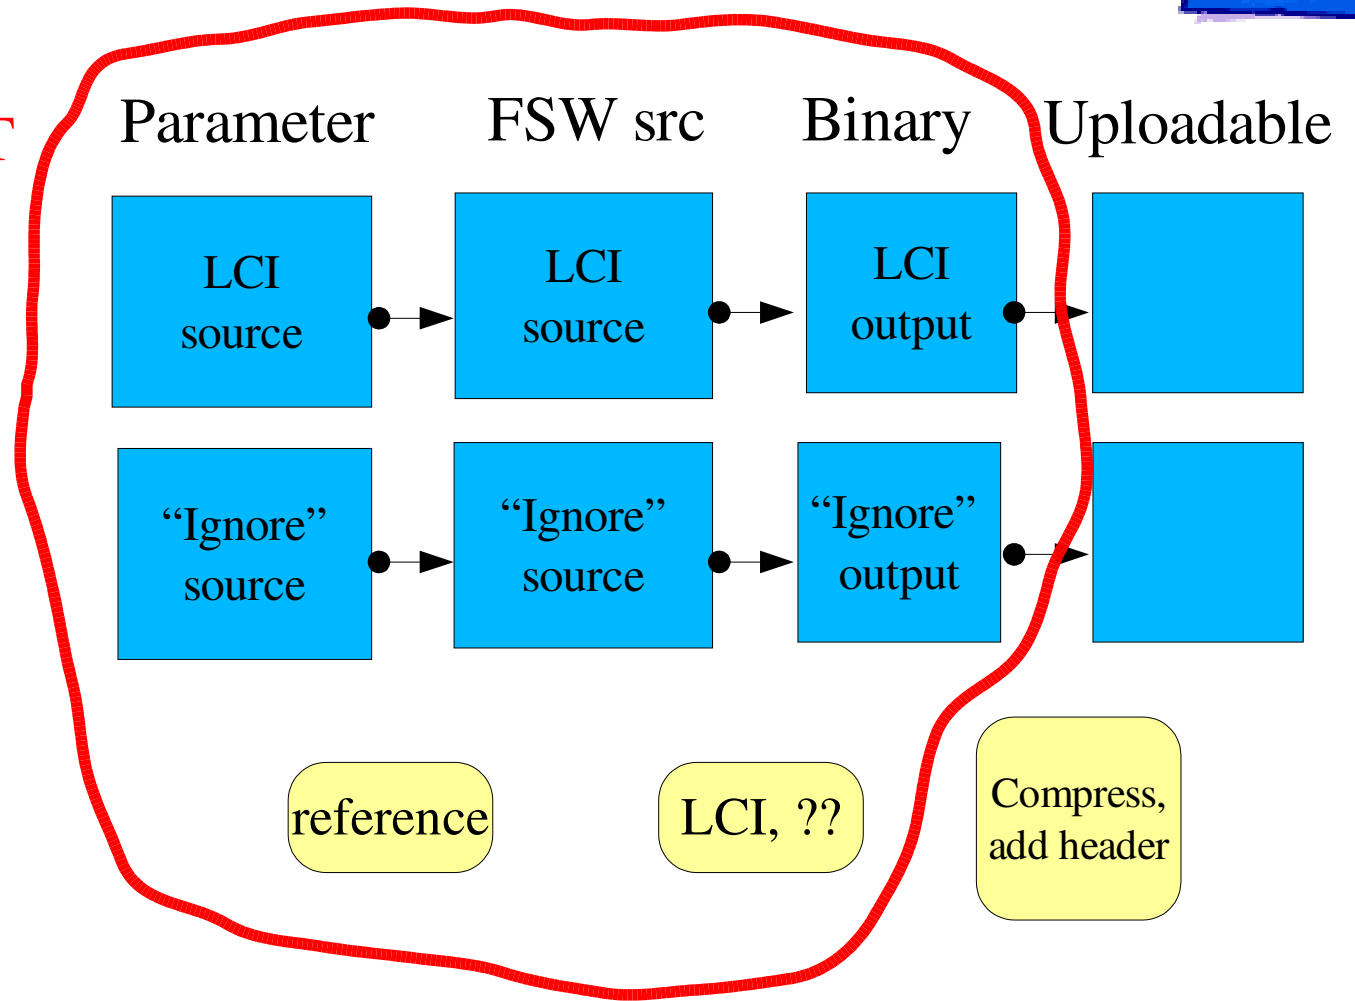 T
Parameter
FSW src
Binary
Uploadable
LCI
source
LCI
source
LCI
output
“Ignore”
source
“Ignore”
source
“Ignore”
output
reference
LCI, ??
Compress,
add header